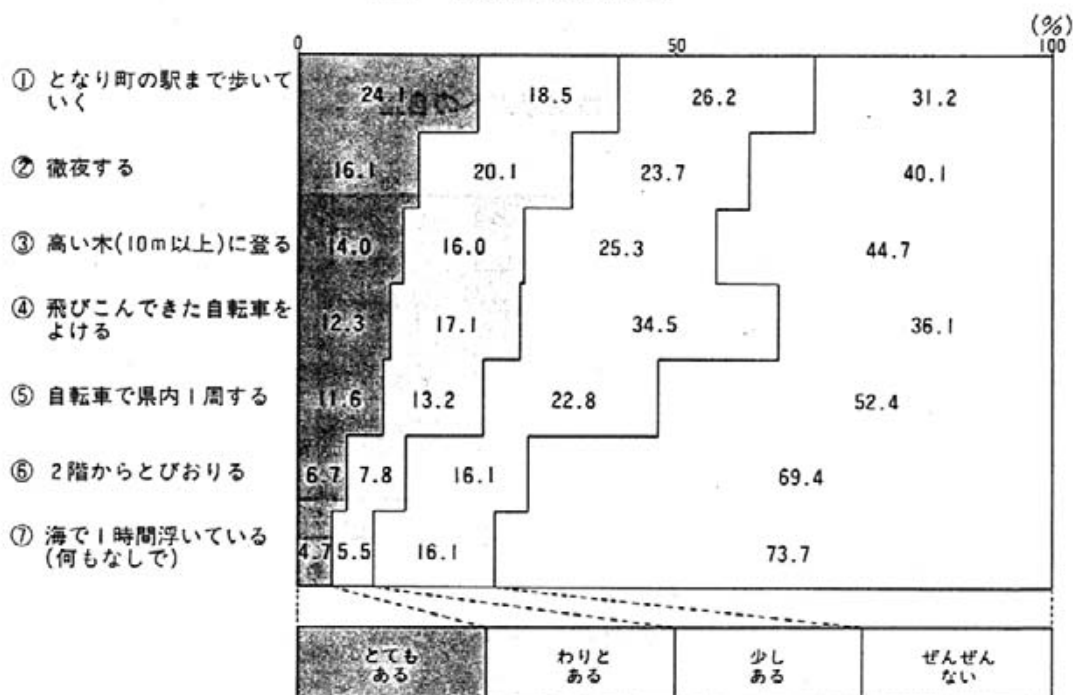 (%)
0 50 100
① となり町の駅まで歩いて
いく
24.1 18.5 26.2 31.2
② 徹夜する
16.1 20.1 23.7 40.1
③ 高い木(10m以上)に登る
14.0 16.0 25.3 44.7
④ 飛びこんできた自転車を
よける
12.3 17.1 34.5 36.1
⑤ 自転車で県内1周する
11.6 13.2 22.8 52.4
⑥ 2階からとびおりる
6.7 7.8 16.1 69.4
⑦ 海で1時間浮いている
(何もなしで)
4.7 5.5 16.1 73.7
とても わりと 少し ぜんぜん
ある ある ある ない